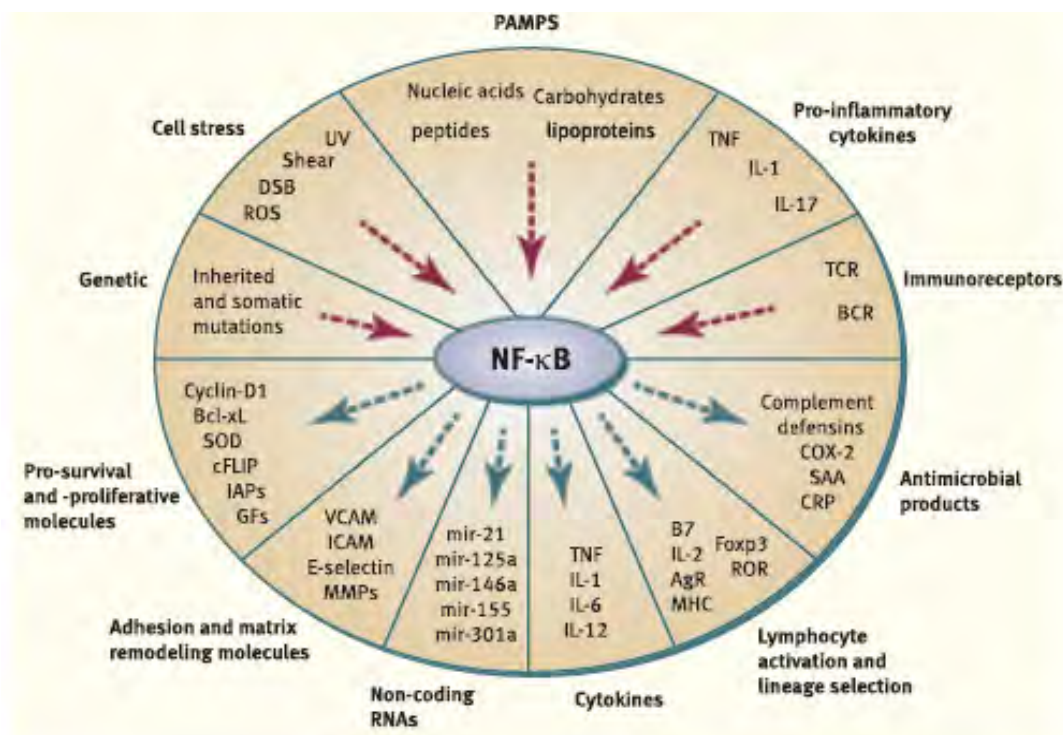 PAMPS
Nucleic acids
Carbohydrates
peptides
lipoproteins
Cell stress
UV
Shear
DSB
ROS
Pro-inflammatory
cytokines
TNF
IL-1
IL-17
Genetic
Inherited
and somatic
mutations
TCR
BCR
Immunoreceptors
NF-κB
Cyclin-D1
Bcl-xL
SOD
cFLIP
IAPs
GFs
Pro-survival
and -proliferative
molecules
VCAM
ICAM
E-selectin
MMPs
Adhesion and matrix
remodeling molecules
mir-21
mir-125a
mir-146a
mir-155
mir-301a
Non-coding
RNAs
TNF
IL-1
IL-6
IL-12
Cytokines
B7
IL-2
AgR
MHC
Foxp3
ROR
Lymphocyte
activation and
lineage selection
Complement
defensins
COX-2
SAA
CRP
Antimicrobial
products